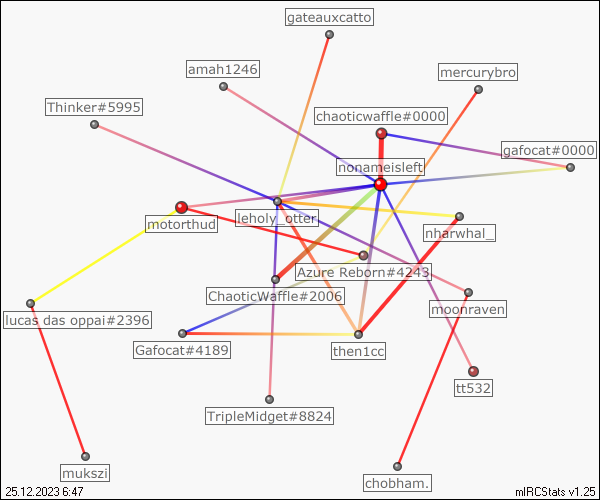 gateauxcatto
amah1246
mercurybro
Thinker#5995
chaoticwaffle#0000
gafocat#0000
nonameisleft
leholy_otter
motorthud
nharwhal_
Azure Reborn#4243
ChaoticWaffle#2006
moonraven
lucas das oppai#2396
Gafocat#4189
then1cc
tt532
TripleMidget#8824
mukszi
chobham.
25.12.2023 6:47
mIRCStats v1.25